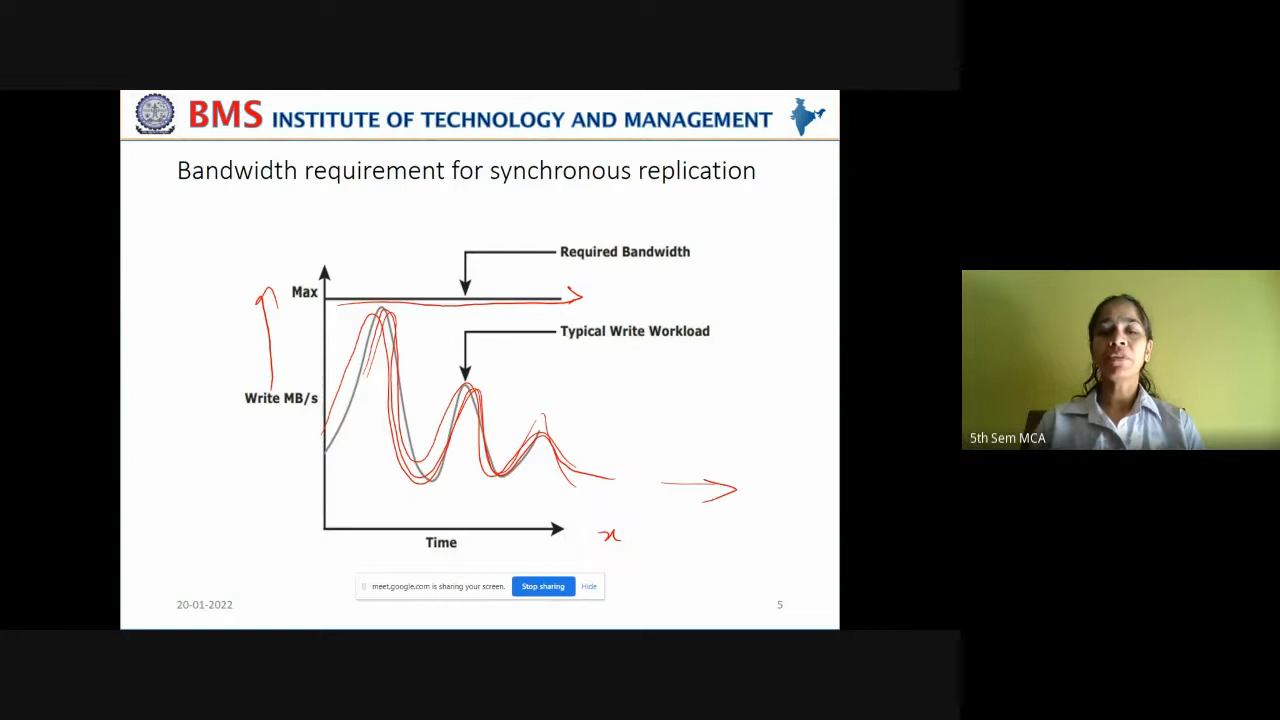 BMS INSTITUTE OF TECHNOLOGY AND MANAGEMENT
Bandwidth requirement for synchronous replication
Required Bandwidth
Max
Typical Write Workload
Write MB/s
5th Sem MCA
x
Time
meet.google.com is sharing your screen. Stop sharing Hide
20-01-2022 5